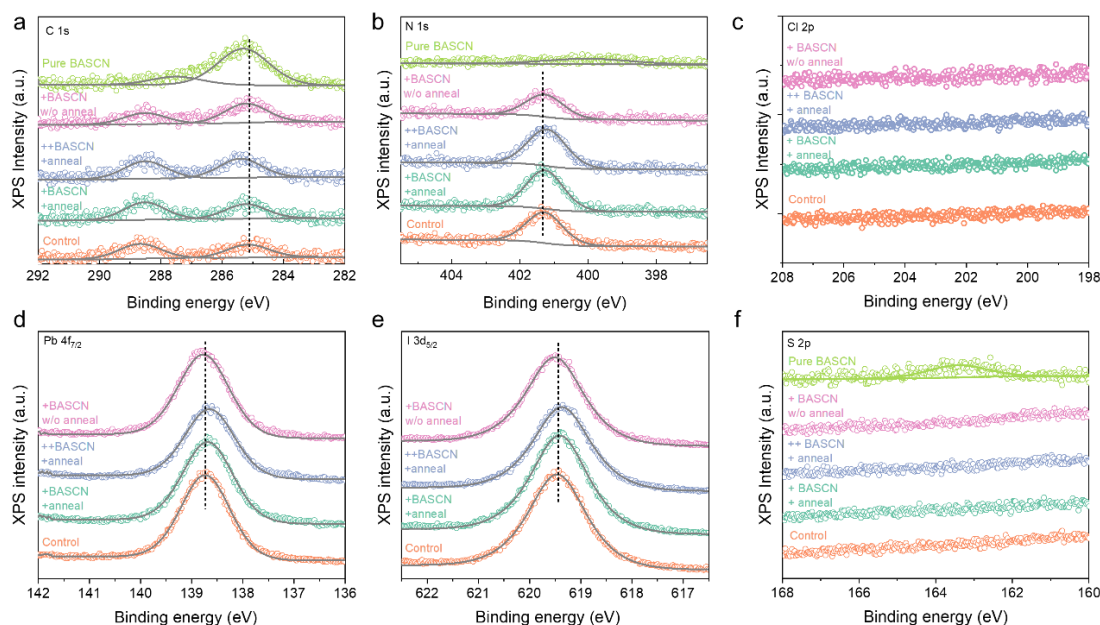 a
C 1s
Pure BASCN
+BASCN
w/o anneal
++BASCN
+anneal
+BASCN
+anneal
Control
292 290 288 286 284 282
Binding energy (eV)
XPS Intensity (a.u.)
b
N 1s
Pure BASCN
+BASCN
w/o anneal
++BASCN
+anneal
+BASCN
+anneal
Control
404 402 400 398
Binding energy (eV)
XPS intensity (a.u.)
c
Cl 2p
+ BASCN
w/o anneal
++ BASCN
+ anneal
+ BASCN
+ anneal
Control
208 206 204 202 200 198
Binding energy (eV)
XPS Intensity (a.u.)
d
Pb 4f7/2
+BASCN
w/o anneal
++BASCN
+anneal
+BASCN
+anneal
Control
142 141 140 139 138 137 136
Binding energy (eV)
XPS intensity (a.u.)
e
I 3d5/2
+BASCN
w/o anneal
++BASCN
+anneal
+BASCN
+anneal
Control
622 621 620 619 618 617
Binding energy (eV)
XPS intensity (a.u.)
f
S 2p
Pure BASCN
+ BASCN
w/o anneal
++ BASCN
+ anneal
+ BASCN
+ anneal
Control
168 166 164 162 160
Binding energy (eV)
XPS Intensity (a.u.)